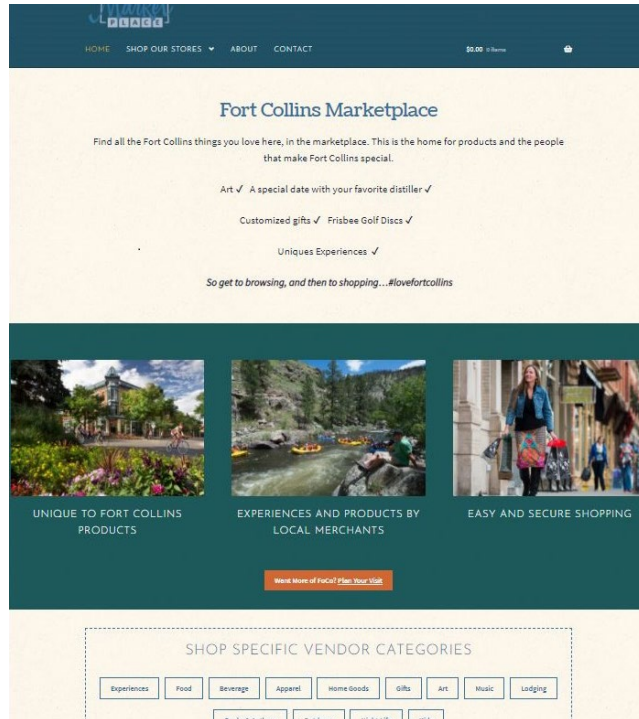 Market
PLACE
HOME SHOP OUR STORES ABOUT CONTACT $0.00 0 items
Fort Collins Marketplace
Find all the Fort Collins things you love here, in the marketplace. This is the home for products and the people
that make Fort Collins special.
Art ✓ A special date with your favorite distiller ✓
Customized gifts ✓ Frisbee Golf Discs ✓
Uniques Experiences ✓
So get to browsing, and then to shopping…#lovefortcollins
UNIQUE TO FORT COLLINS
PRODUCTS
EXPERIENCES AND PRODUCTS BY
LOCAL MERCHANTS
EASY AND SECURE SHOPPING
Want More of FoCo? Plan Your Visit
SHOP SPECIFIC VENDOR CATEGORIES
Experiences Food Beverage Apparel Home Goods Gifts Art Music Lodging